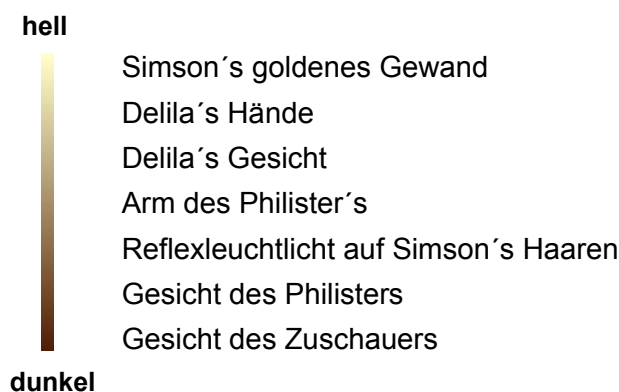 hell
Simson´s goldenes Gewand
Delila´s Hände
Delila´s Gesicht
Arm des Philister´s
Reflexleuchtlicht auf Simson´s Haaren
Gesicht des Philisters
Gesicht des Zuschauers
dunkel